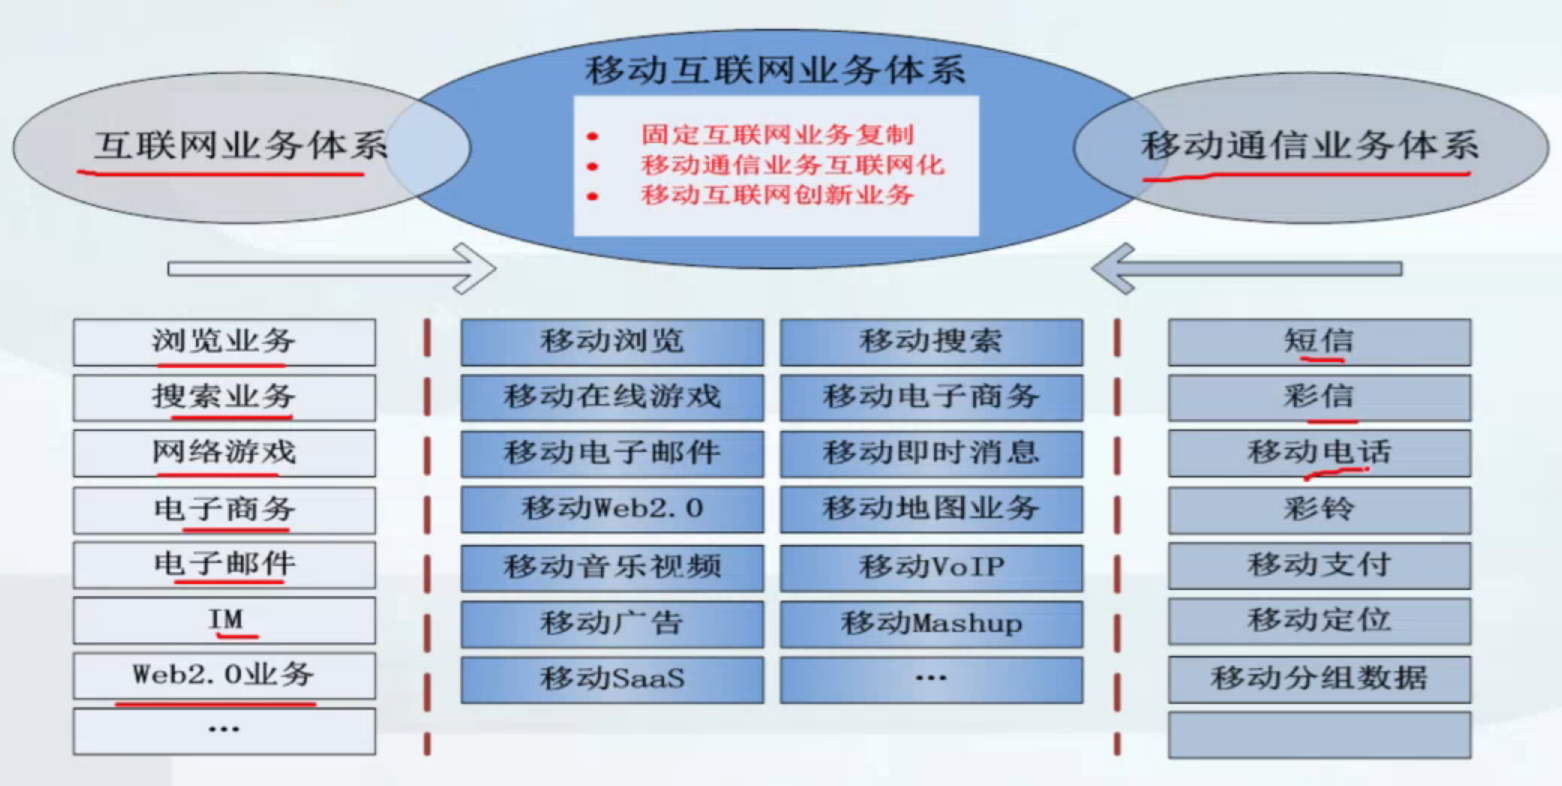 移动互联网业务体系
• 固定互联网业务复制
• 移动通信业务互联网化
• 移动互联网创新业务
互联网业务体系
移动通信业务体系
浏览业务
搜索业务
网络游戏
电子商务
电子邮件
IM
Web2.0业务
…
移动浏览
移动搜索
移动在线游戏
移动电子商务
移动电子邮件
移动即时消息
移动Web2.0
移动地图业务
移动音乐视频
移动VoIP
移动广告
移动Mashup
移动SaaS
…
短信
彩信
移动电话
彩铃
移动支付
移动定位
移动分组数据